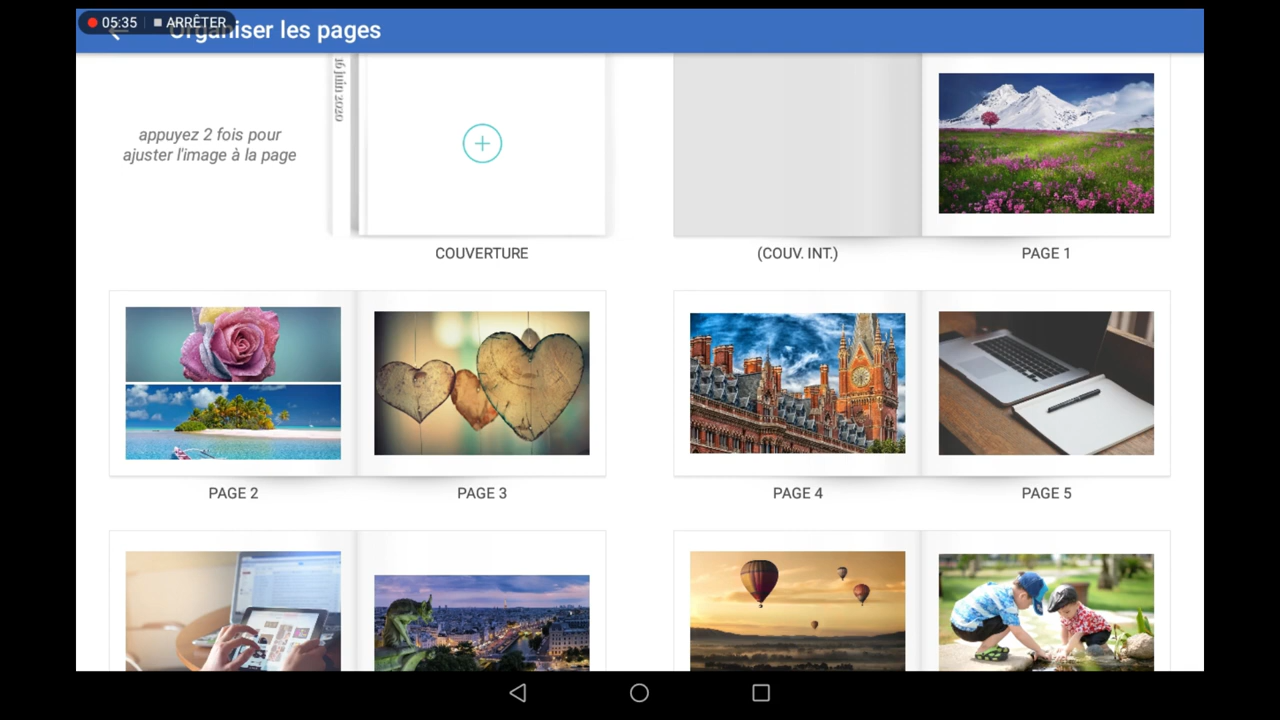 05:35
ARRÊTER
Organiser les pages
appuyez 2 fois pour
ajuster l'image à la page
16 juin 2020
COUVERTURE
(COUV. INT.)
PAGE 1
PAGE 2
PAGE 3
PAGE 4
PAGE 5